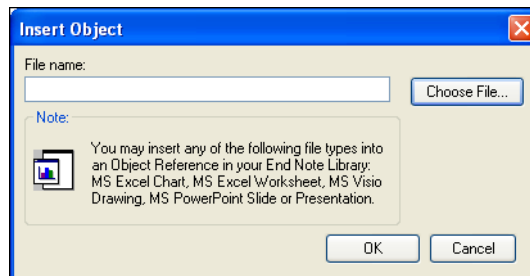 Insert Object
File name:
Choose File...
Note:
You may insert any of the following file types into
an Object Reference in your End Note Library:
MS Excel Chart, MS Excel Worksheet, MS Visio
Drawing, MS PowerPoint Slide or Presentation.
OK
Cancel